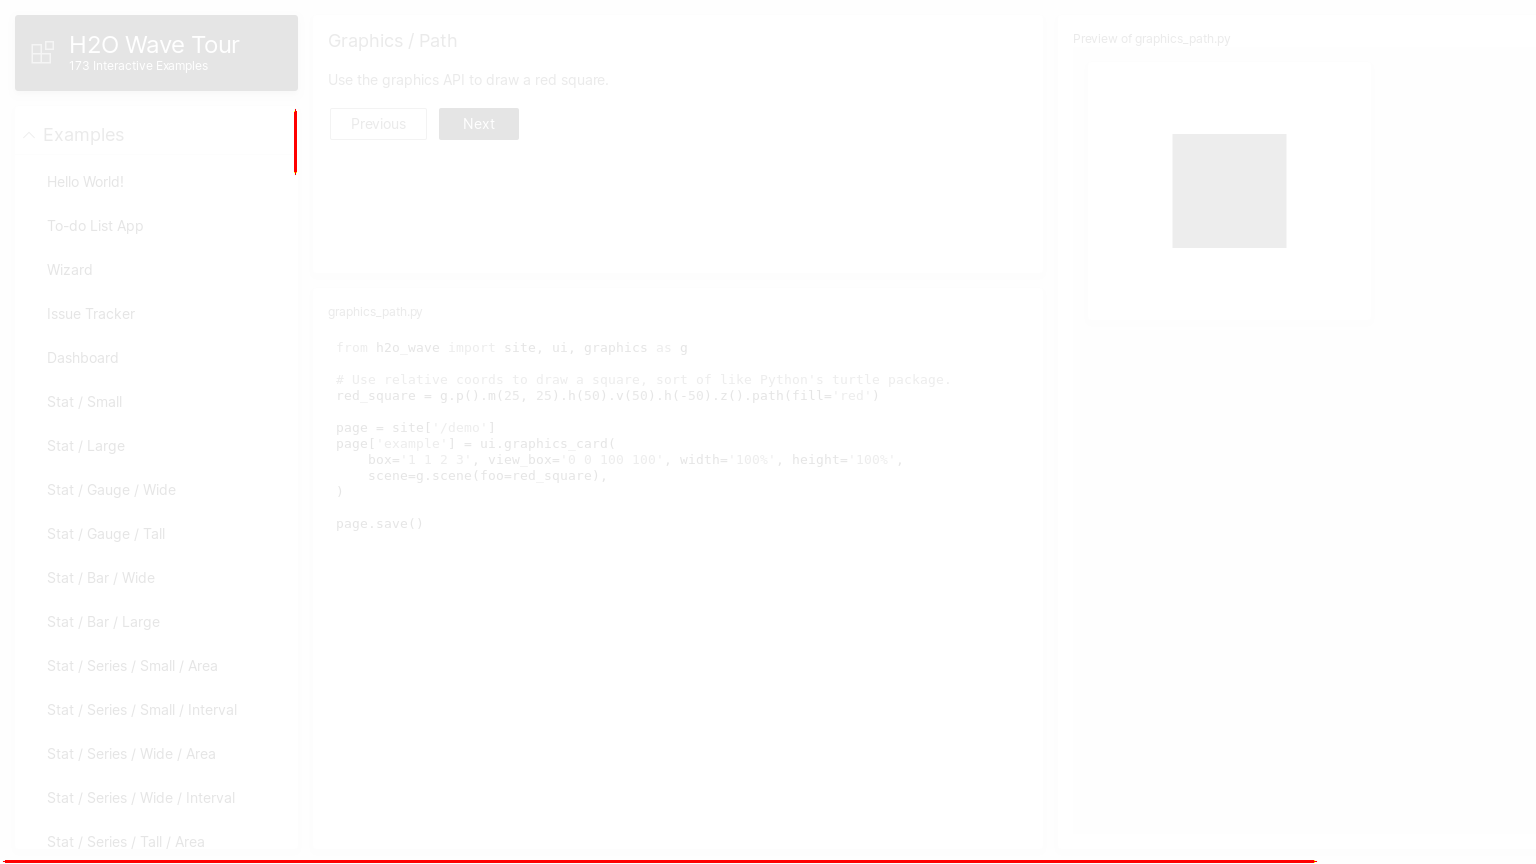 H2O Wave Tour
173 Interactive Examples
Examples
Hello World!
To-do List App
Wizard
Issue Tracker
Dashboard
Stat / Small
Stat / Large
Stat / Gauge / Wide
Stat / Gauge / Tall
Stat / Bar / Wide
Stat / Bar / Large
Stat / Series / Small / Area
Stat / Series / Small / Interval
Stat / Series / Wide / Area
Stat / Series / Wide / Interval
Stat / Series / Tall / Area
Graphics / Path
Use the graphics API to draw a red square.
Previous
Next
graphics_path.py
from h2o_wave import site, ui, graphics as g
# Use relative coords to draw a square, sort of like Python's turtle package.
red_square = g.p().m(25, 25).h(50).v(50).h(-50).z().path(fill='red')
page = site['/demo']
page['example'] = ui.graphics_card(
    box='1 1 2 3', view_box='0 0 100 100', width='100%', height='100%',
    scene=g.scene(foo=red_square),
)
page.save()
Preview of graphics_path.py